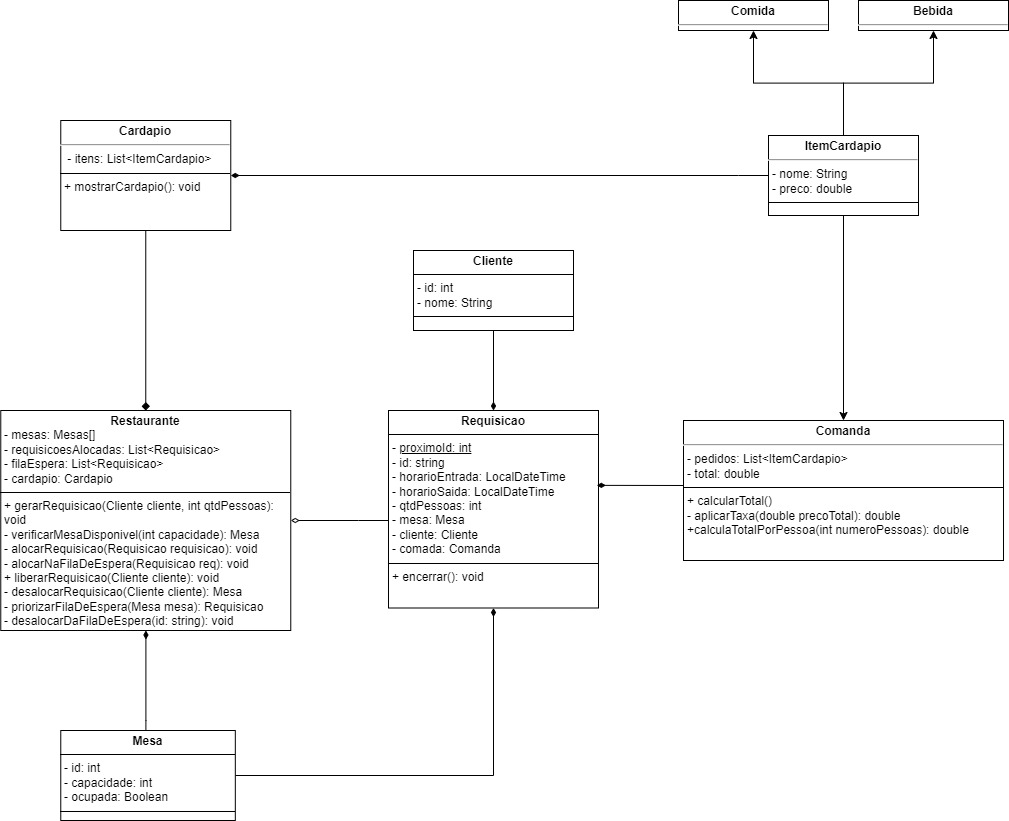 Comida
Bebida
Cardapio
- itens: List<ItemCardapio>
+ mostrarCardapio(): void
ItemCardapio
- nome: String
- preco: double
Cliente
- id: int
- nome: String
Restaurante
- mesas: Mesas[]
- requisicoesAlocadas: List<Requisicao>
- filaEspera: List<Requisicao>
- cardapio: Cardapio
+ gerarRequisicao(Cliente cliente, int qtdPessoas):
void
- verificarMesaDisponivel(int capacidade): Mesa
- alocarRequisicao(Requisicao requisicao): void
- alocarNaFilaDeEspera(Requisicao req): void
+ liberarRequisicao(Cliente cliente): void
- desalocarRequisicao(Cliente cliente): Mesa
- priorizarFilaDeEspera(Mesa mesa): Requisicao
- desalocarDaFilaDeEspera(id: string): void
Requisicao
- proximoId: int
- id: string
- horarioEntrada: LocalDateTime
- horarioSaida: LocalDateTime
- qtdPessoas: int
- mesa: Mesa
- cliente: Cliente
- comada: Comanda
+ encerrar(): void
Comanda
- pedidos: List<ItemCardapio>
- total: double
+ calcularTotal()
- aplicarTaxa(double precoTotal): double
+calculaTotalPorPessoa(int numeroPessoas): double
Mesa
- id: int
- capacidade: int
- ocupada: Boolean